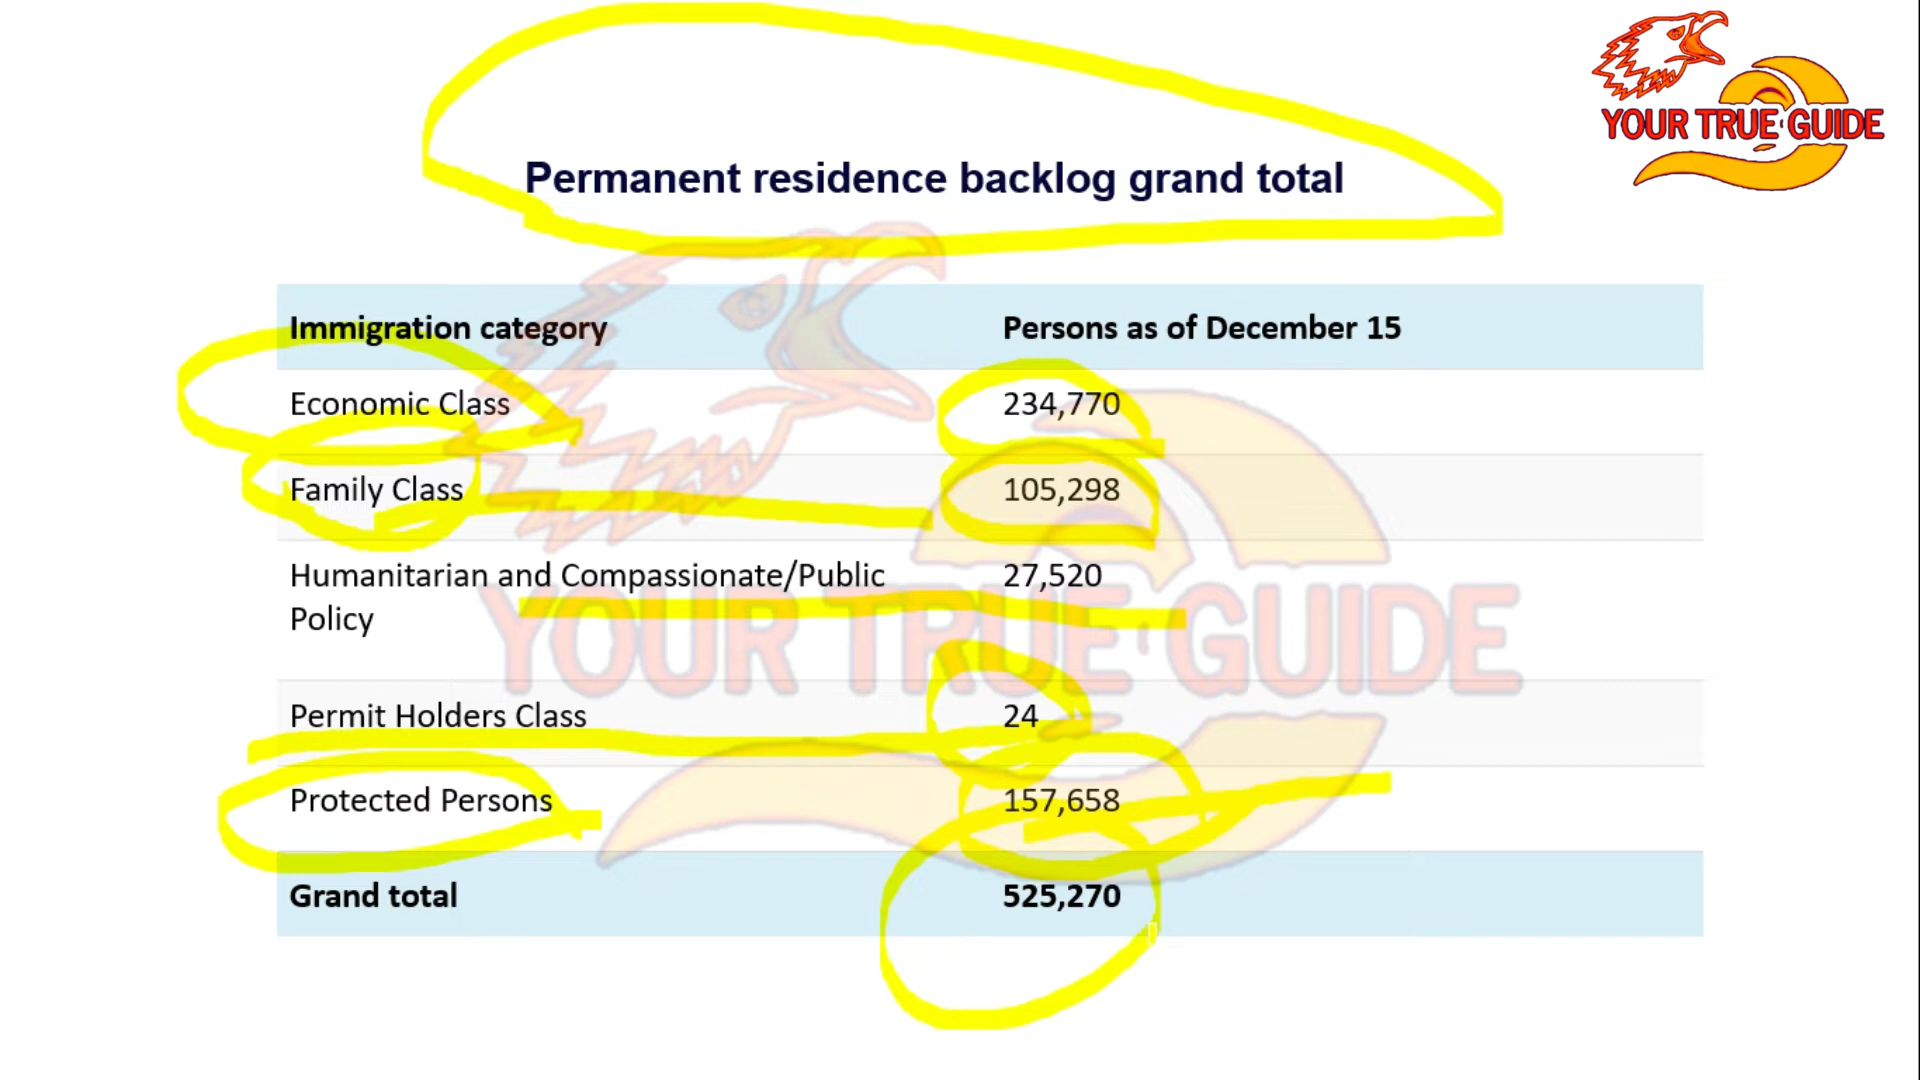 YOUR TRUE GUIDE
Permanent residence backlog grand total
Immigration category Persons as of December 15
Economic Class 234,770
Family Class 105,298
Humanitarian and Compassionate/Public 27,520
Policy
YOUR TRUE GUIDE
Permit Holders Class 24
Protected Persons 157,658
Grand total 525,270